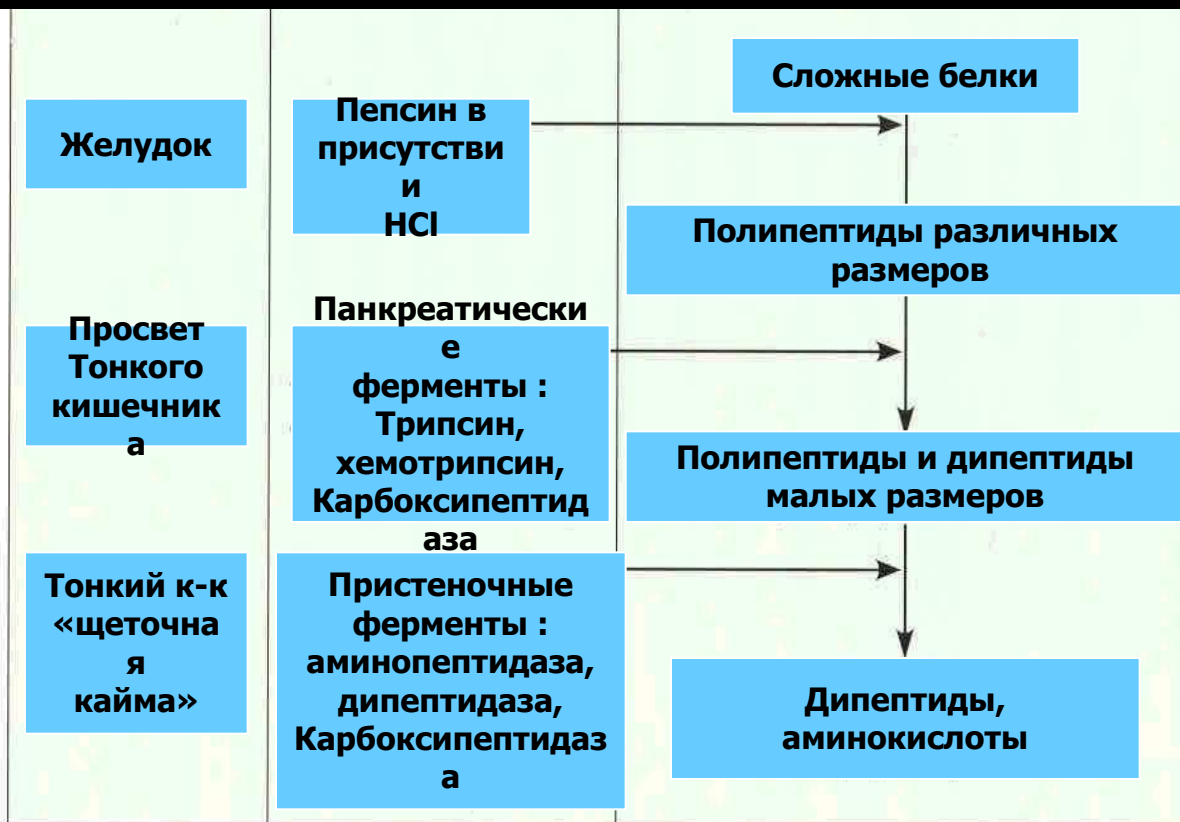 Сложные белки
Желудок
Пепсин в
присутстви
и
HCl
Полипептиды различных
размеров
Просвет
Тонкого
кишечник
а
Панкреатически
е
ферменты :
Трипсин,
хемотрипсин,
Карбоксипептид
аза
Полипептиды и дипептиды
малых размеров
Тонкий к-к
«щеточна
я
кайма»
Пристеночные
ферменты :
аминопептидаза,
дипептидаза,
Карбоксипептидаз
а
Дипептиды,
аминокислоты